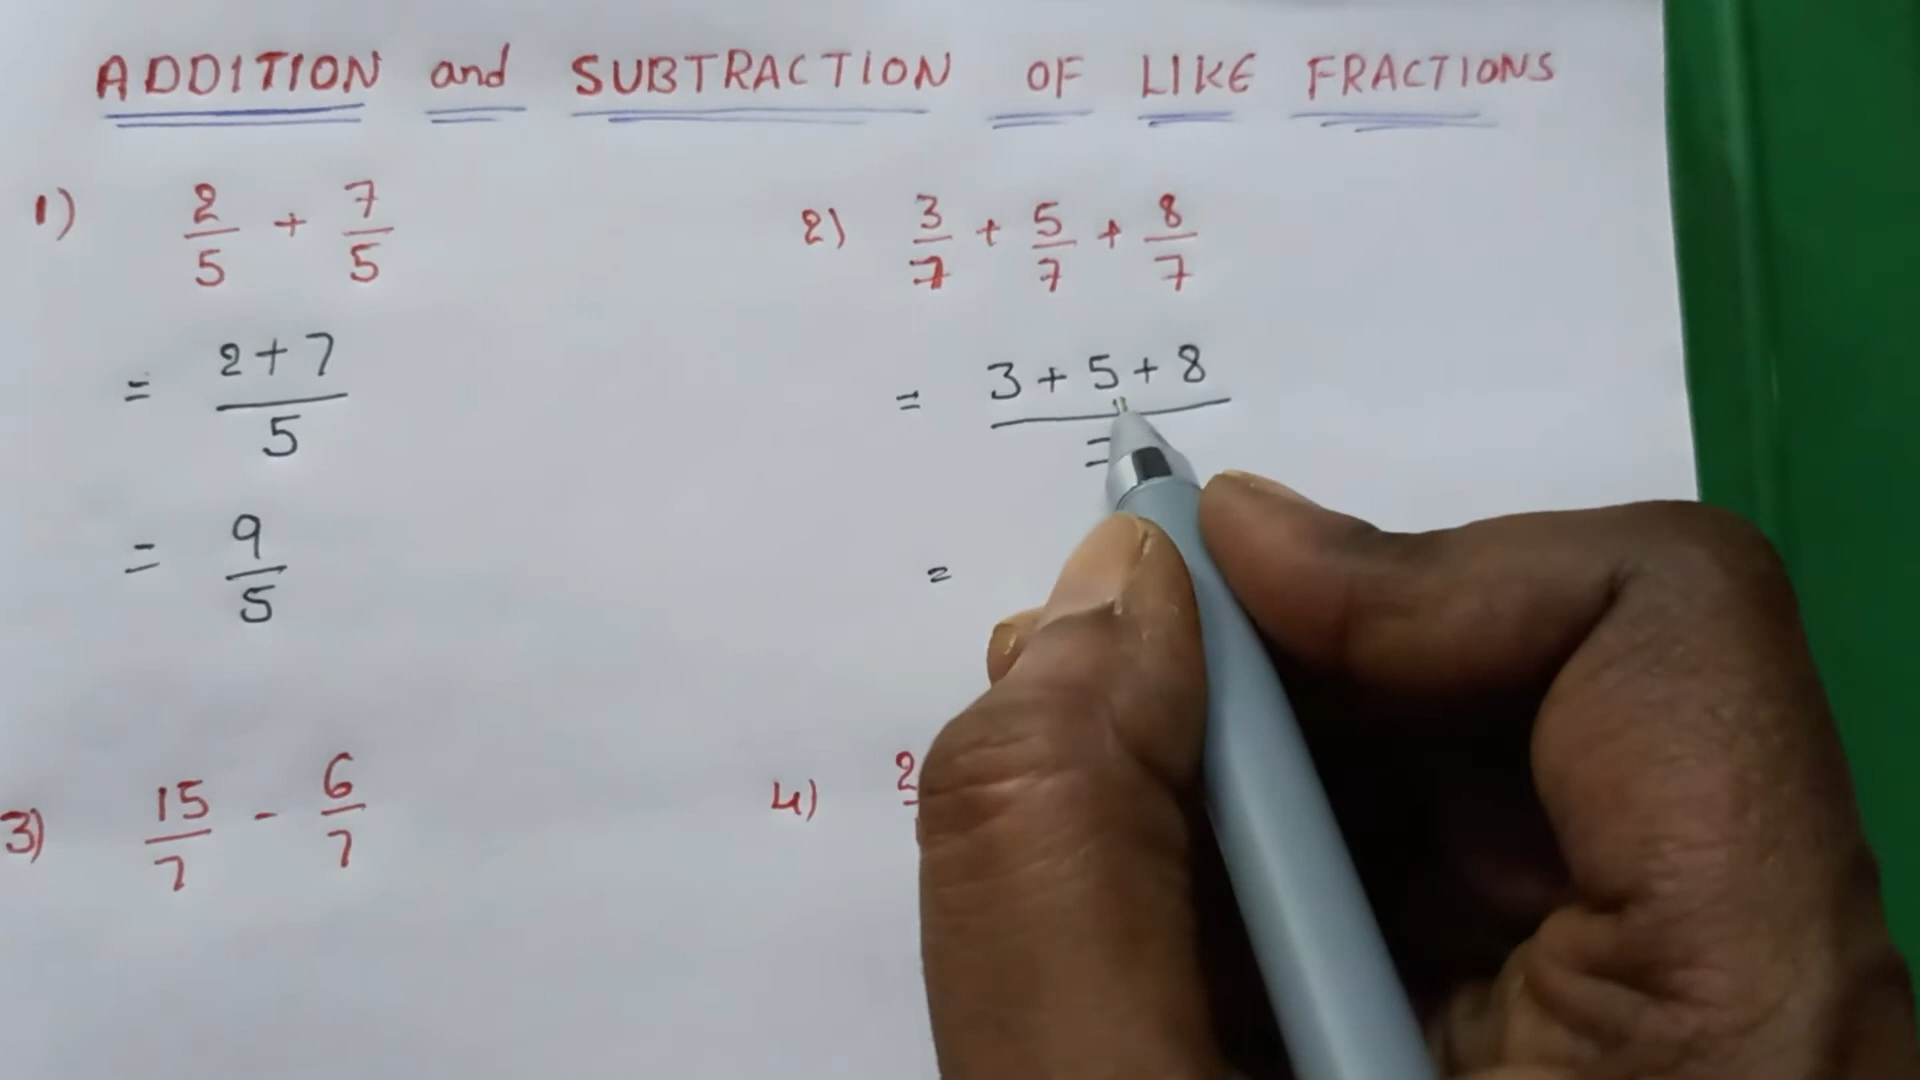 ADDITION and SUBTRACTION OF LIKE FRACTIONS
1) 2/5 + 7/5
= 2+7/5
= 9/5
2) 3/7 + 5/7 + 8/7
= 3+5+8
=
3) 15/7 - 6/7
4) 2